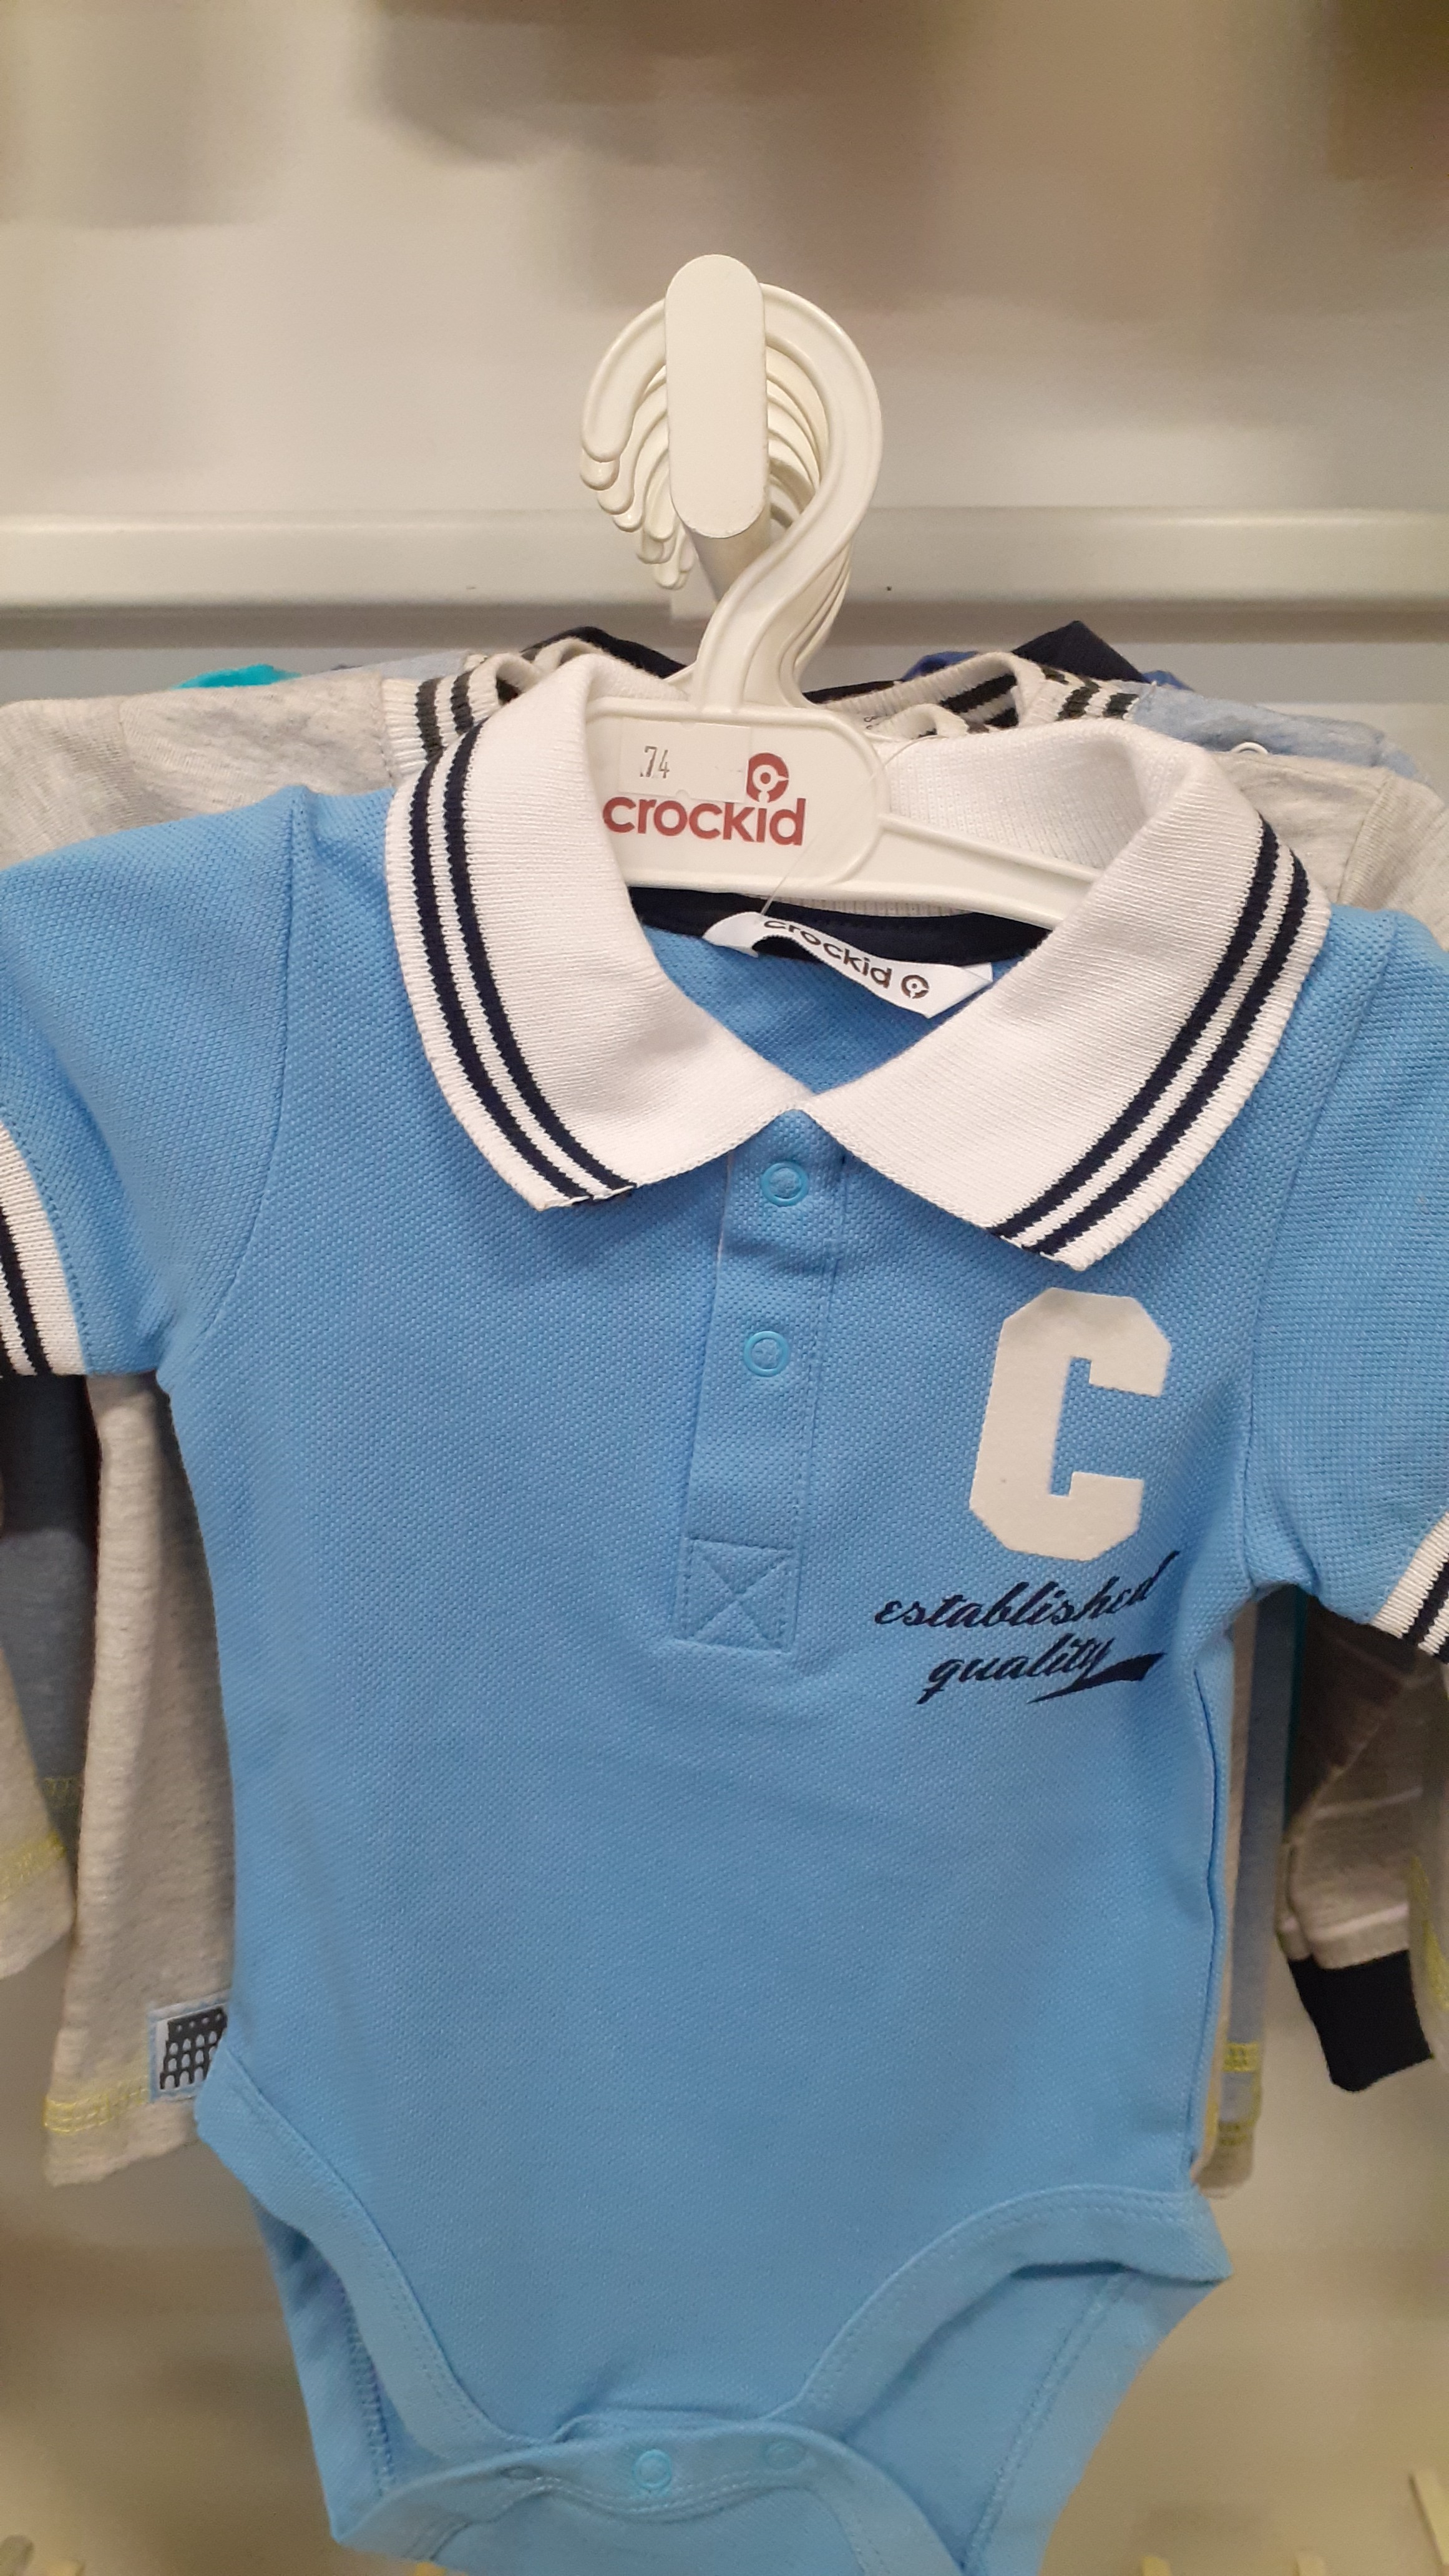 74
crockid
crockid
C
established
quality